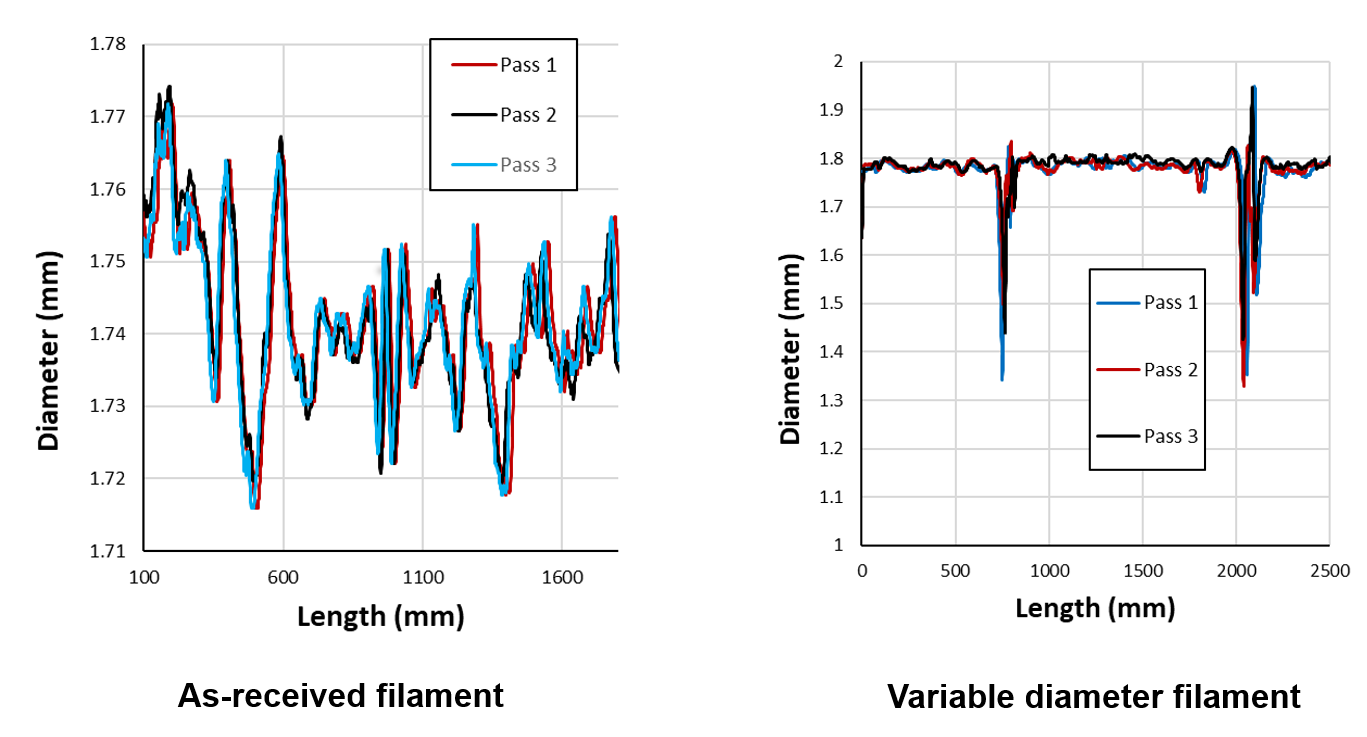 1.78
1.77
1.76
1.75
1.74
1.73
1.72
1.71
100
600
1100
1600
Diameter (mm)
Length (mm)
Pass 1
Pass 2
Pass 3
As-received filament
2
1.9
1.8
1.7
1.6
1.5
1.4
1.3
1.2
1.1
1
0
500
1000
1500
2000
2500
Diameter (mm)
Length (mm)
Pass 1
Pass 2
Pass 3
Variable diameter filament